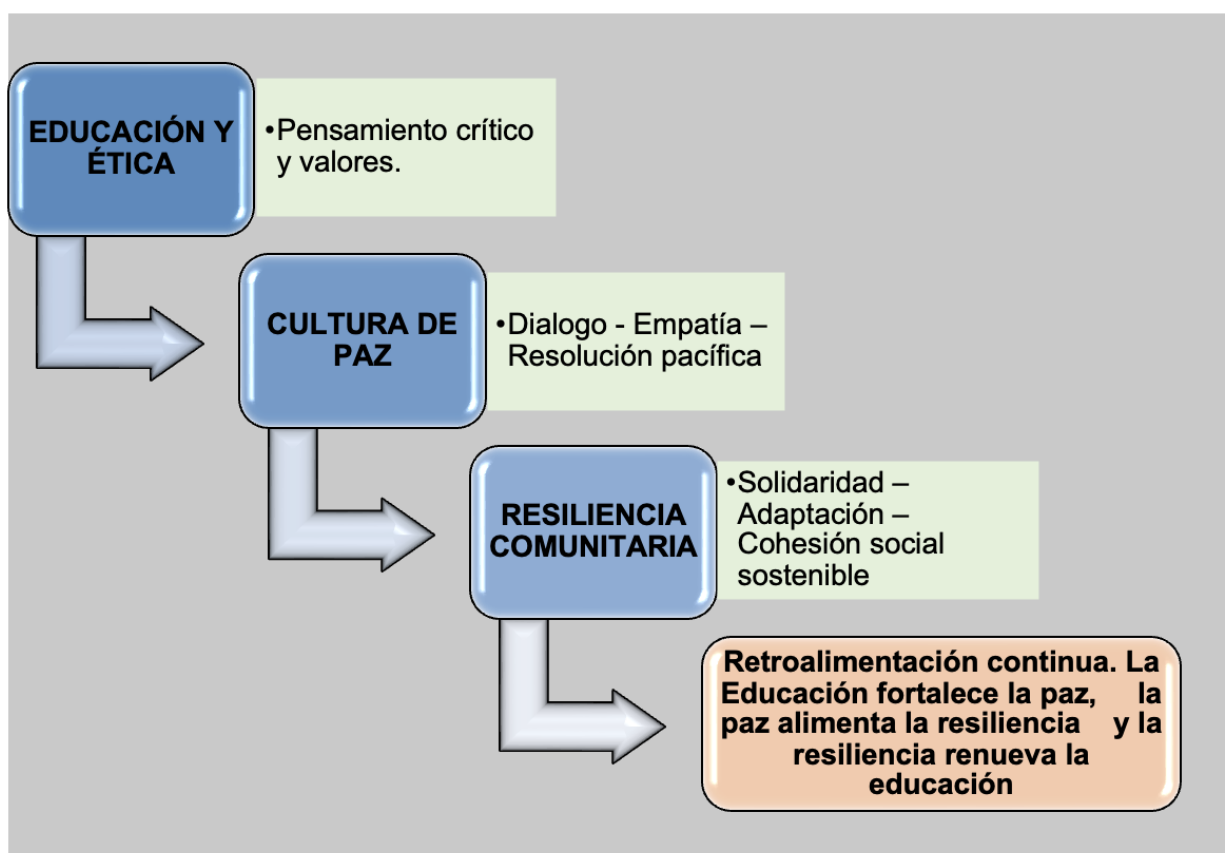 EDUCACIÓN Y
ÉTICA
•Pensamiento crítico
y valores.
CULTURA DE
PAZ
•Dialogo - Empatía –
Resolución pacífica
RESILIENCIA
COMUNITARIA
•Solidaridad –
Adaptación –
Cohesión social
sostenible
Retroalimentación continua. La
Educación fortalece la paz, la
paz alimenta la resiliencia y la
resiliencia renueva la
educación